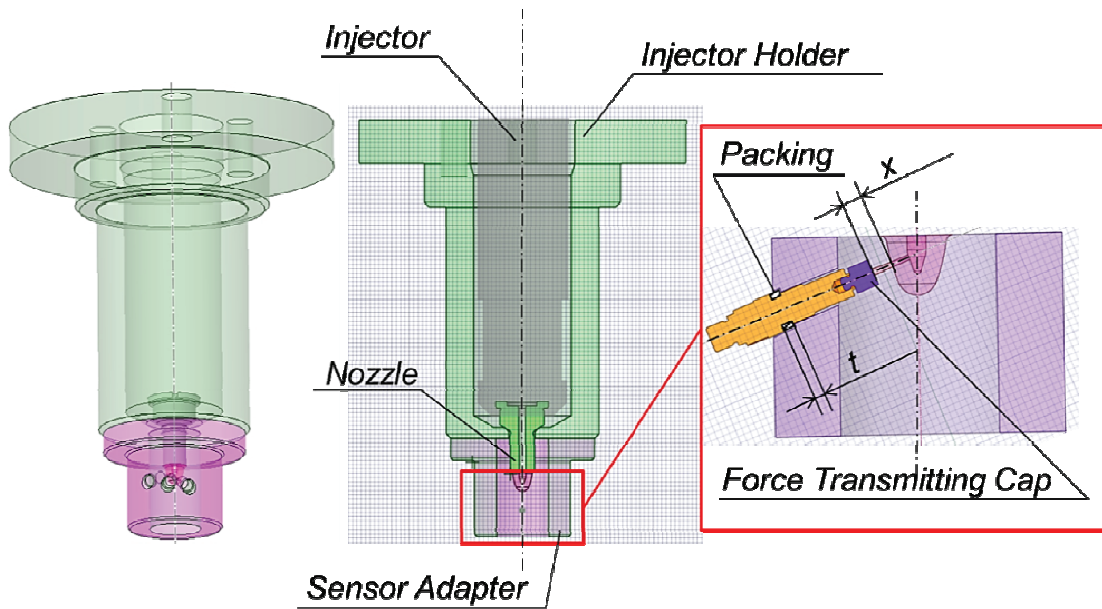 Injector
Injector Holder
Packing
x
Nozzle
t
Force Transmitting Cap
Sensor Adapter